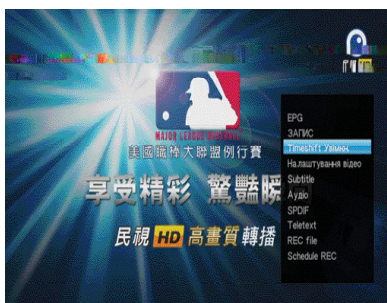 MAJOR LEAGUE BASEBALL
美國職棒大聯盟例行賽
享受精彩 驚豔瞬
民視 HD 高畫質轉播
EPG
ЗАПИС
Timeshift Увімкн.
Налаштування відео
Subtitle
Аудіо
SPDIF
Teletext
REC file
Schedule REC